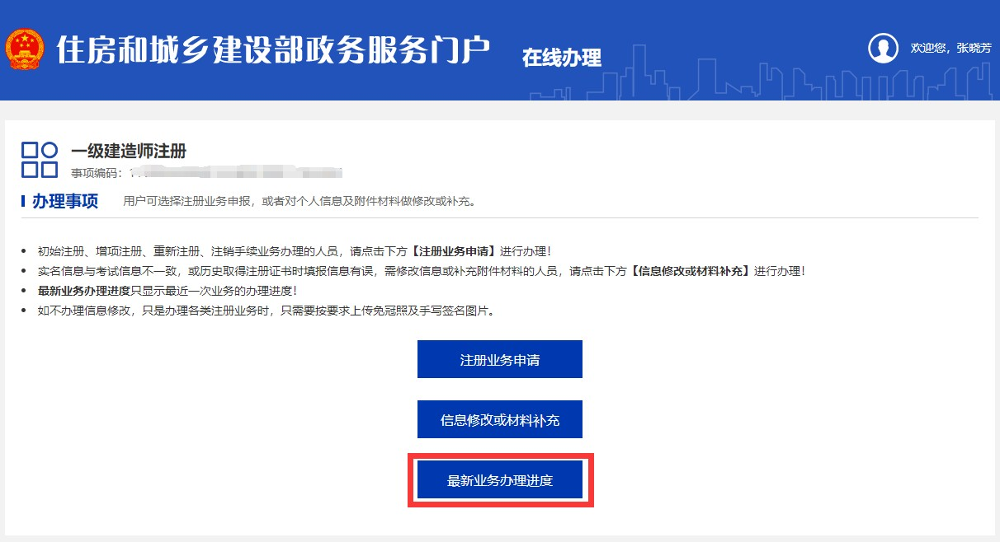 住房和城乡建设部政务服务门户
在线办理
欢迎您，张晓芳
一级建造师注册
事项编码：
办理事项
用户可选择注册业务申报，或者对个人信息及附件材料做修改或补充。
初始注册、增项注册、重新注册、注销手续业务办理的人员，请点击下方【注册业务申请】进行办理！
实名信息与考试信息不一致，或历史取得注册证书时填报信息有误，需修改信息或补充附件材料的人员，请点击下方【信息修改或材料补充】进行办理！
最新业务办理进度只显示最近一次业务的办理进度！
如不办理信息修改，只是办理各类注册业务时，只需要按要求上传免冠照及手写签名图片。
注册业务申请
信息修改或材料补充
最新业务办理进度